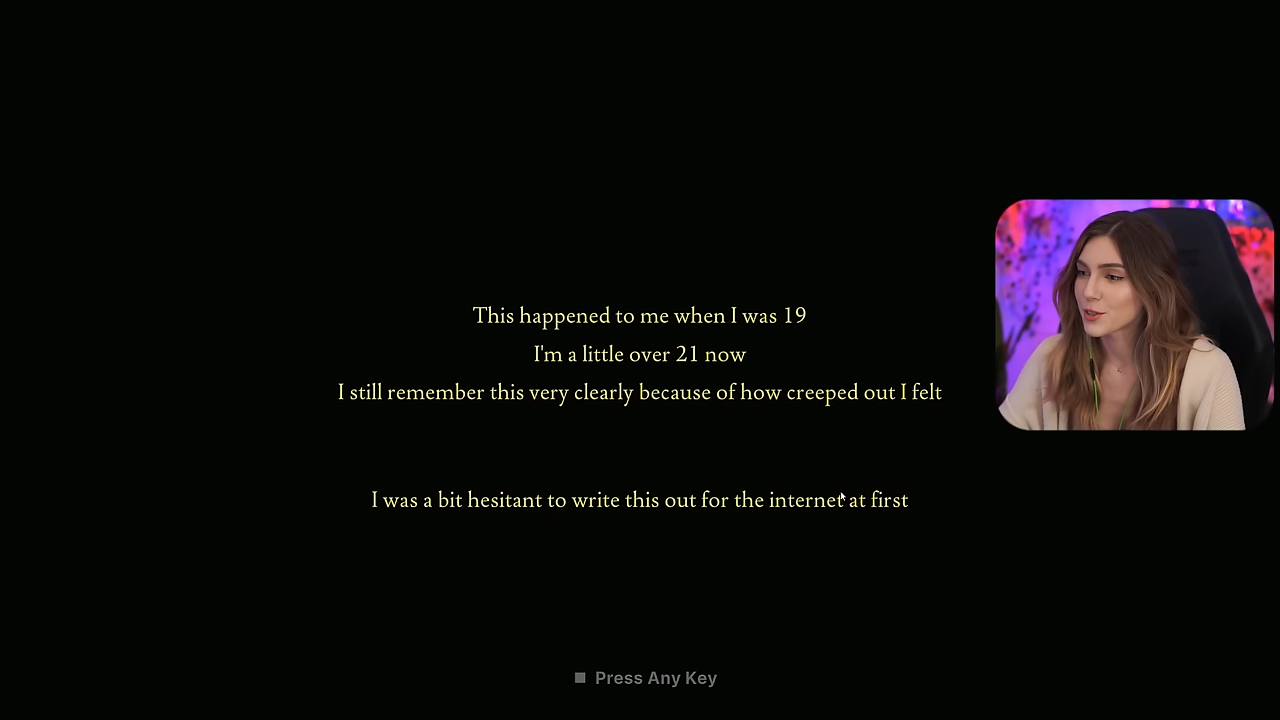 This happened to me when I was 19
I'm a little over 21 now
I still remember this very clearly because of how creeped out I felt
I was a bit hesitant to write this out for the internet at first
Press Any Key